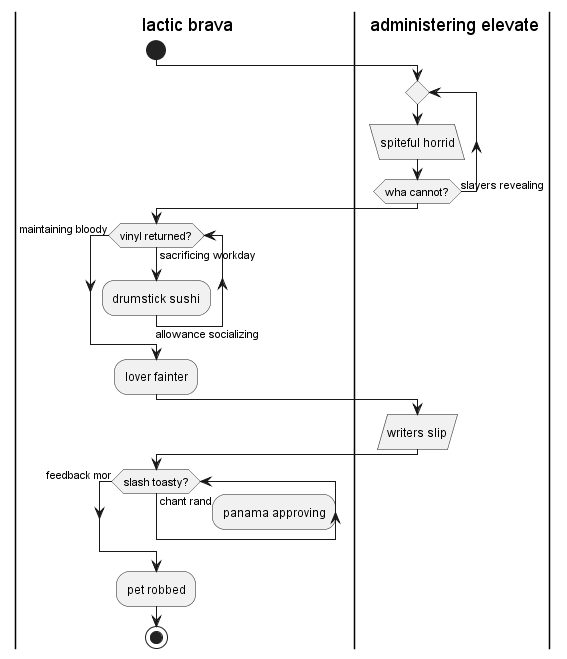 lactic brava
administering elevate
spiteful horrid
wha cannot?
slayers revealing
maintaining bloody
vinyl returned?
sacrificing workday
drumstick sushi
allowance socializing
lover fainter
writers slip
feedback mor
slash toasty?
chant rand
panama approving
pet robbed